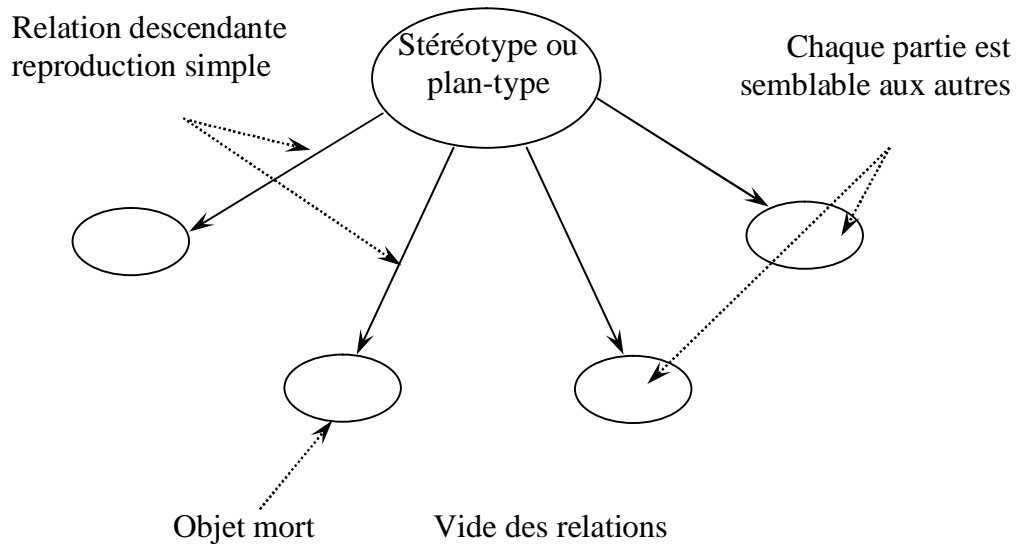 Relation descendante
reproduction simple
Stéréotype ou
plan-type
Chaque partie est
semblable aux autres
Objet mort
Vide des relations